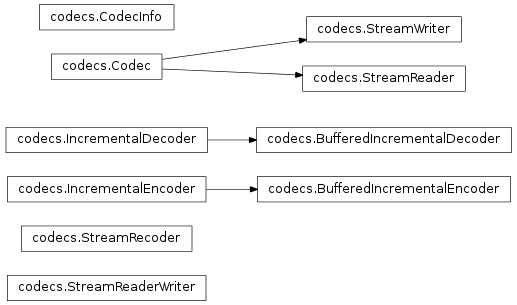 codecs.CodecInfo
codecs.StreamWriter
codecs.Codec
codecs.StreamReader
codecs.IncrementalDecoder
codecs.BufferedIncrementalDecoder
codecs.IncrementalEncoder
codecs.BufferedIncrementalEncoder
codecs.StreamRecoder
codecs.StreamReaderWriter